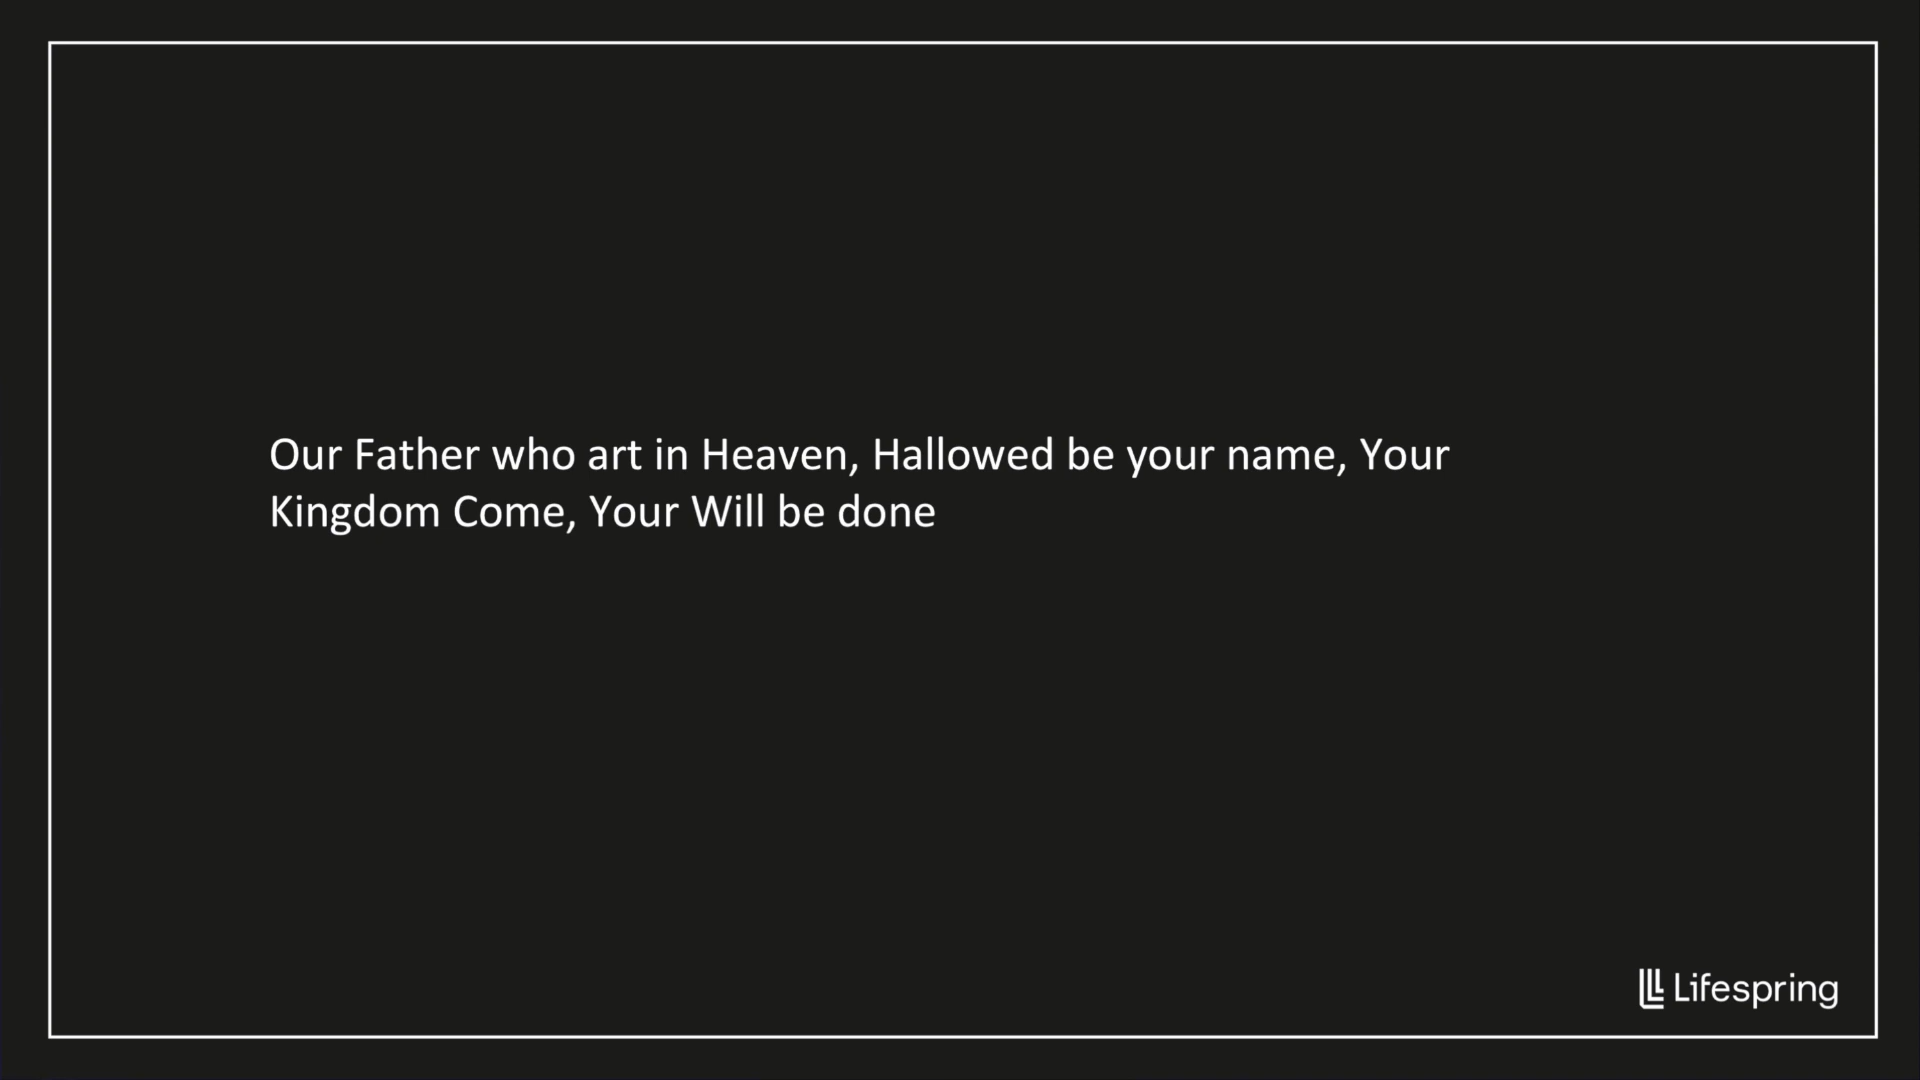 Our Father who art in Heaven, Hallowed be your name, Your
Kingdom Come, Your Will be done
Lifespring